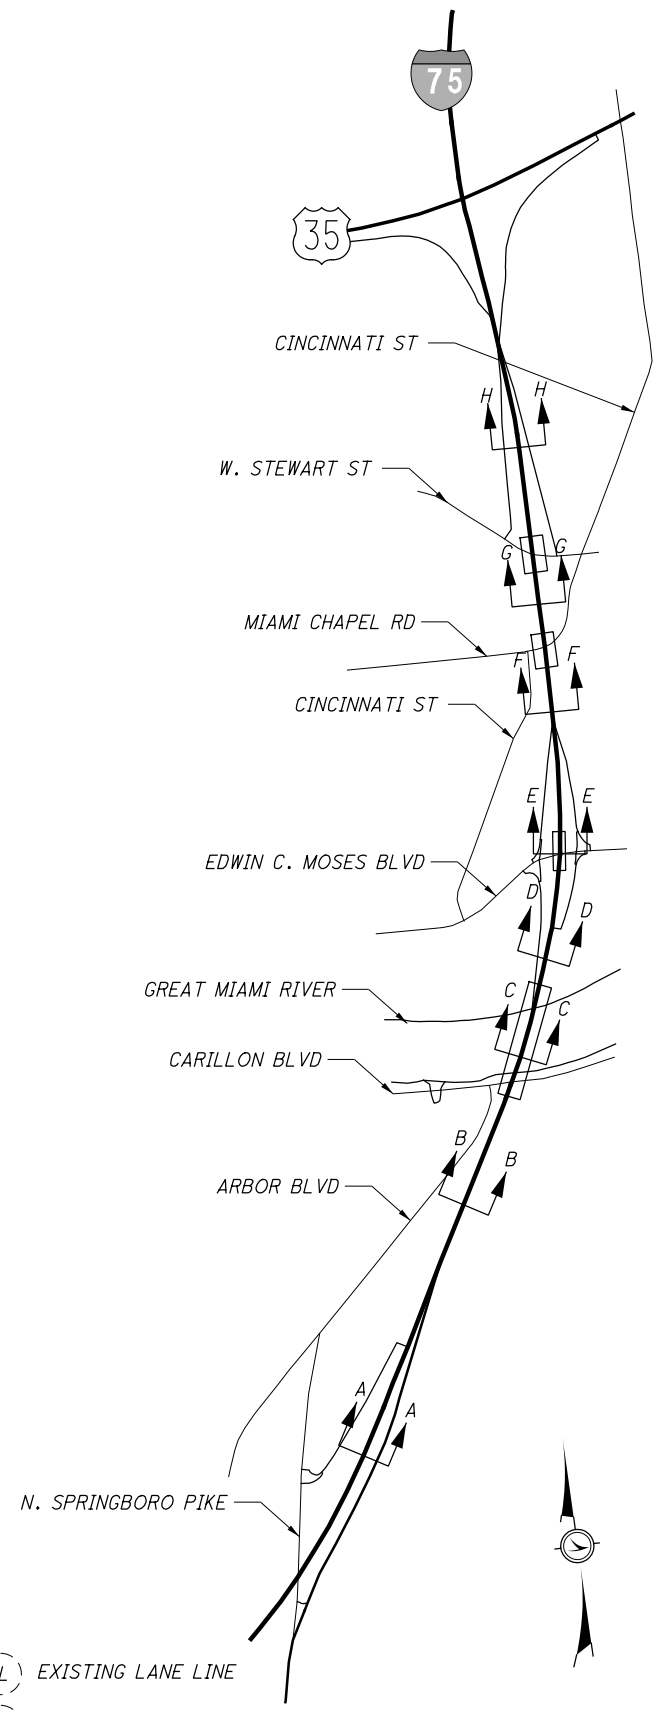 75
35
CINCINNATI ST
H H
W. STEWART ST
G G
MIAMI CHAPEL RD
F F
CINCINNATI ST
E E
EDWIN C. MOSES BLVD
D
D
GREAT MIAMI RIVER
C
C
CARILLON BLVD
B
B
ARBOR BLVD
A
A
N. SPRINGBORO PIKE
L EXISTING LANE LINE